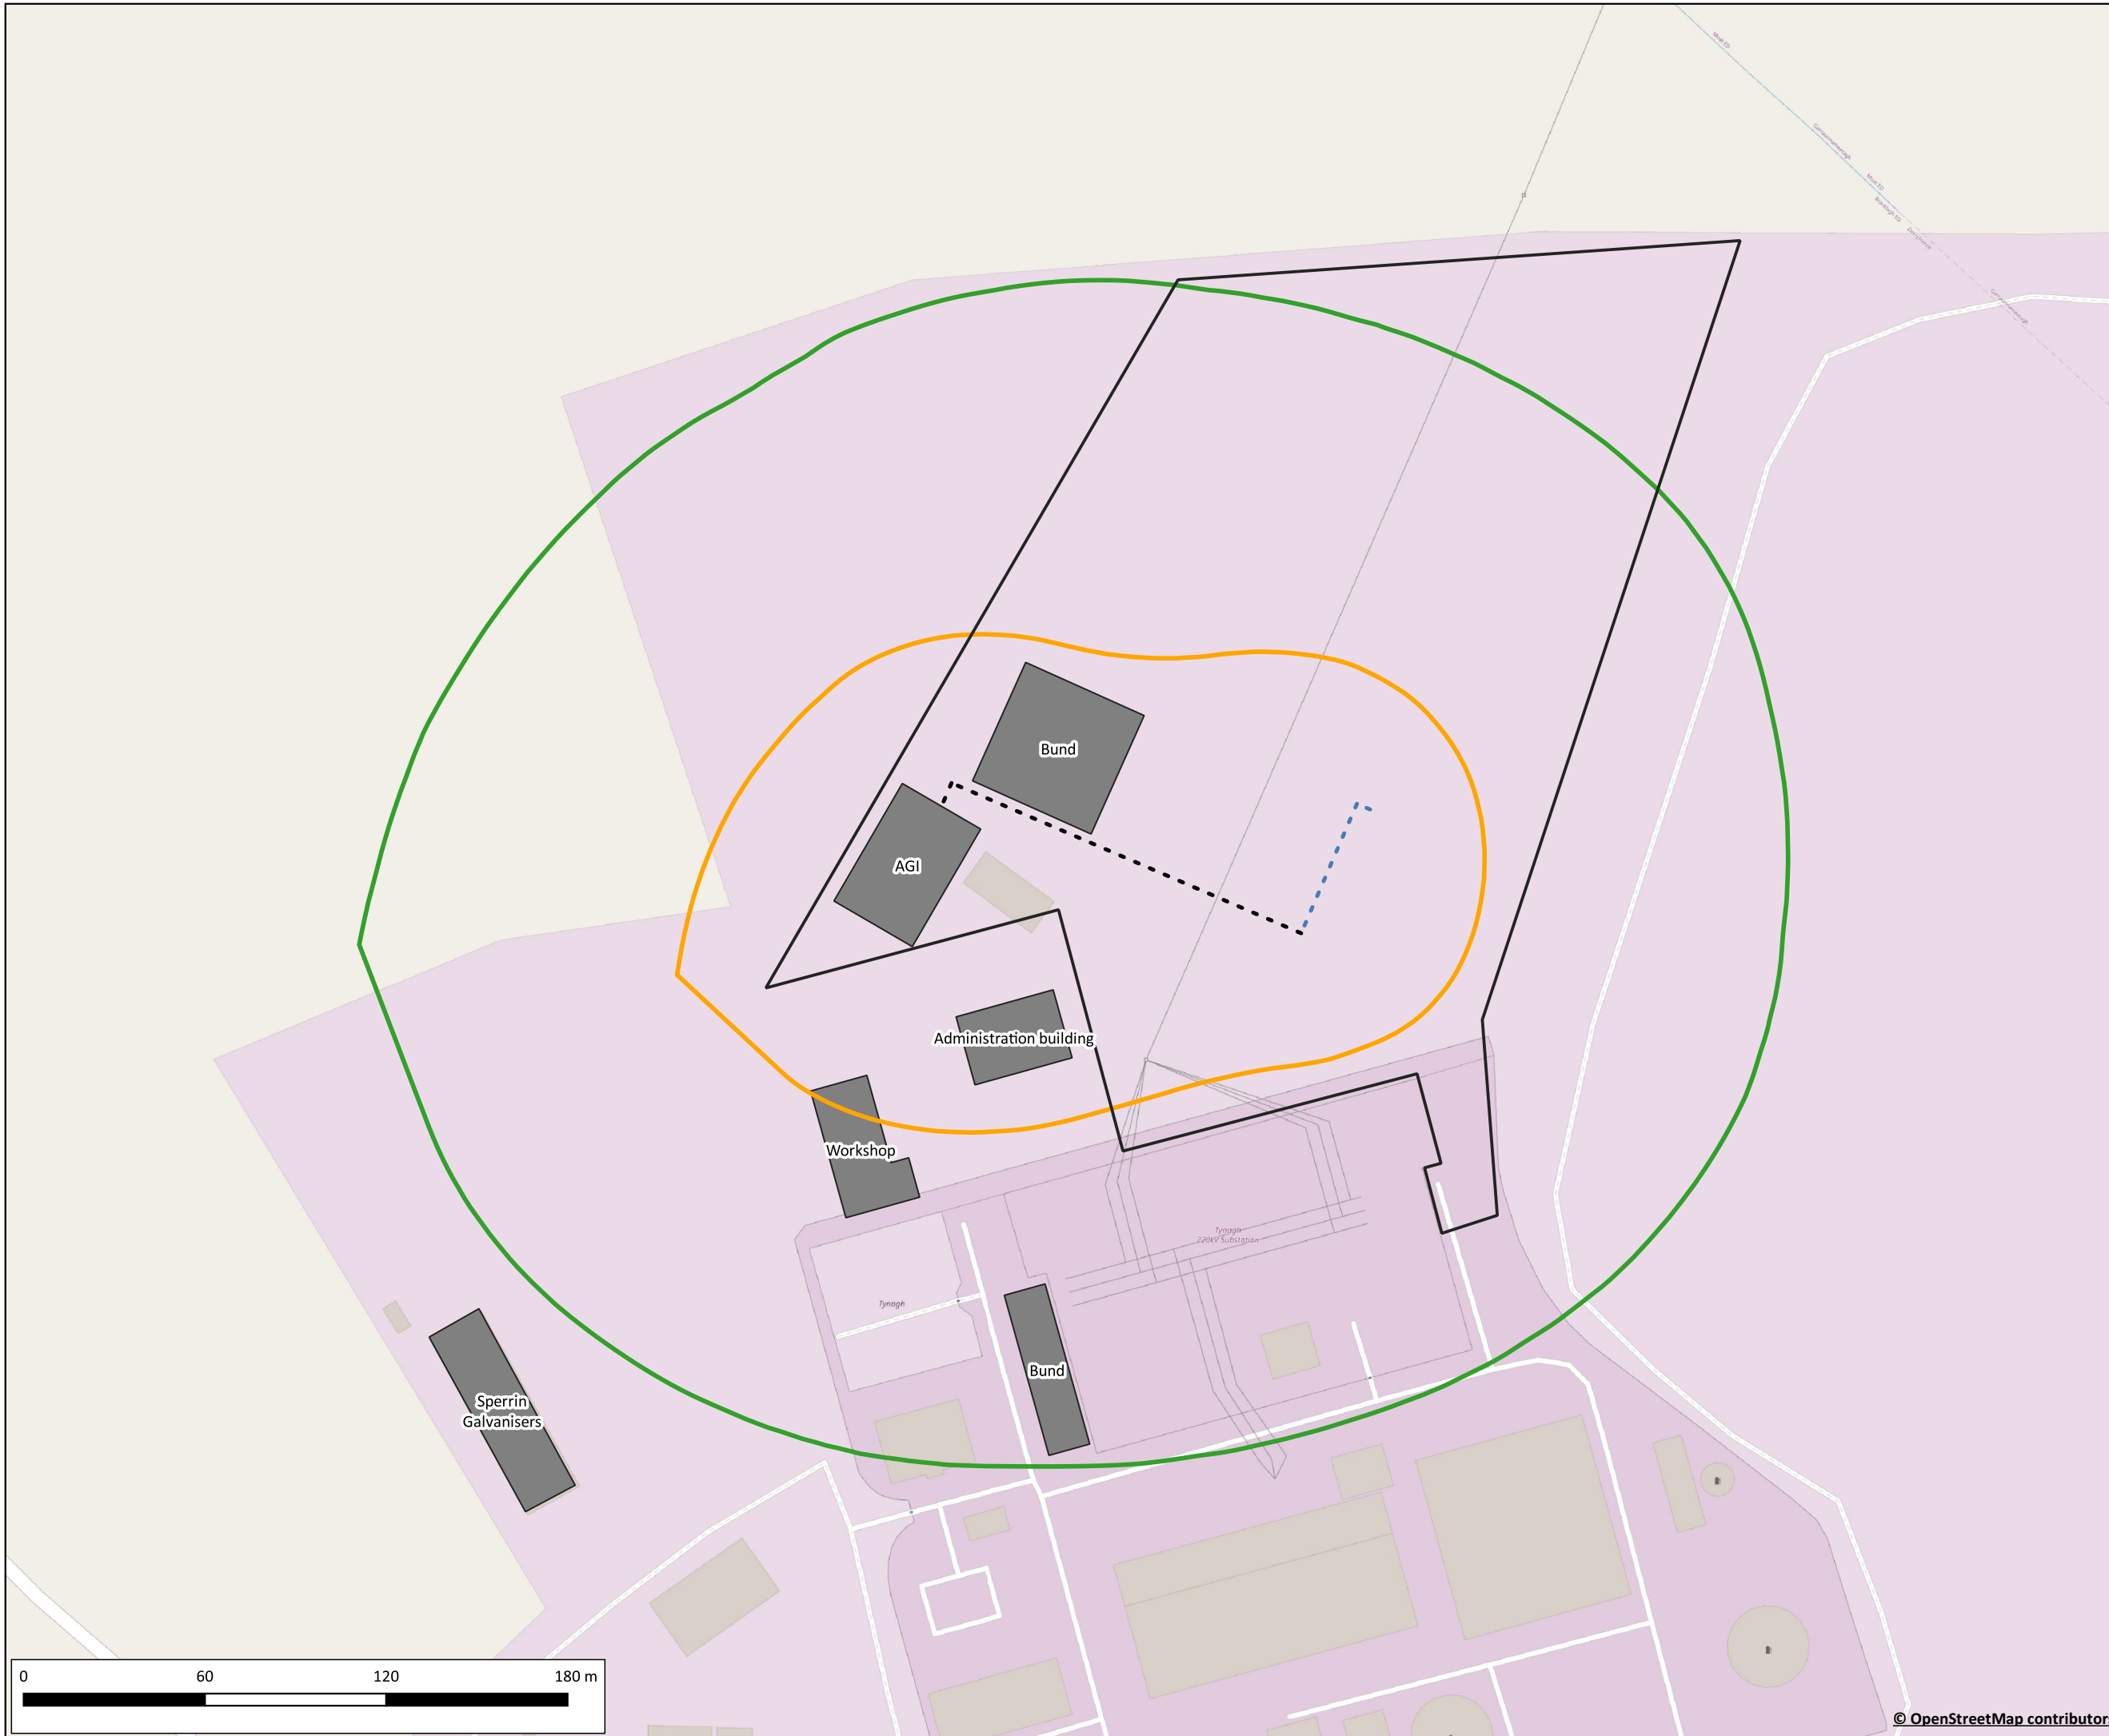 Bund
AGI
Administration building
Workshop
Tynagh
220kV Substation
Tynagh
Bund
Sperrin
Galvanisers
0 60 120 180 m
© OpenStreetMap contributors